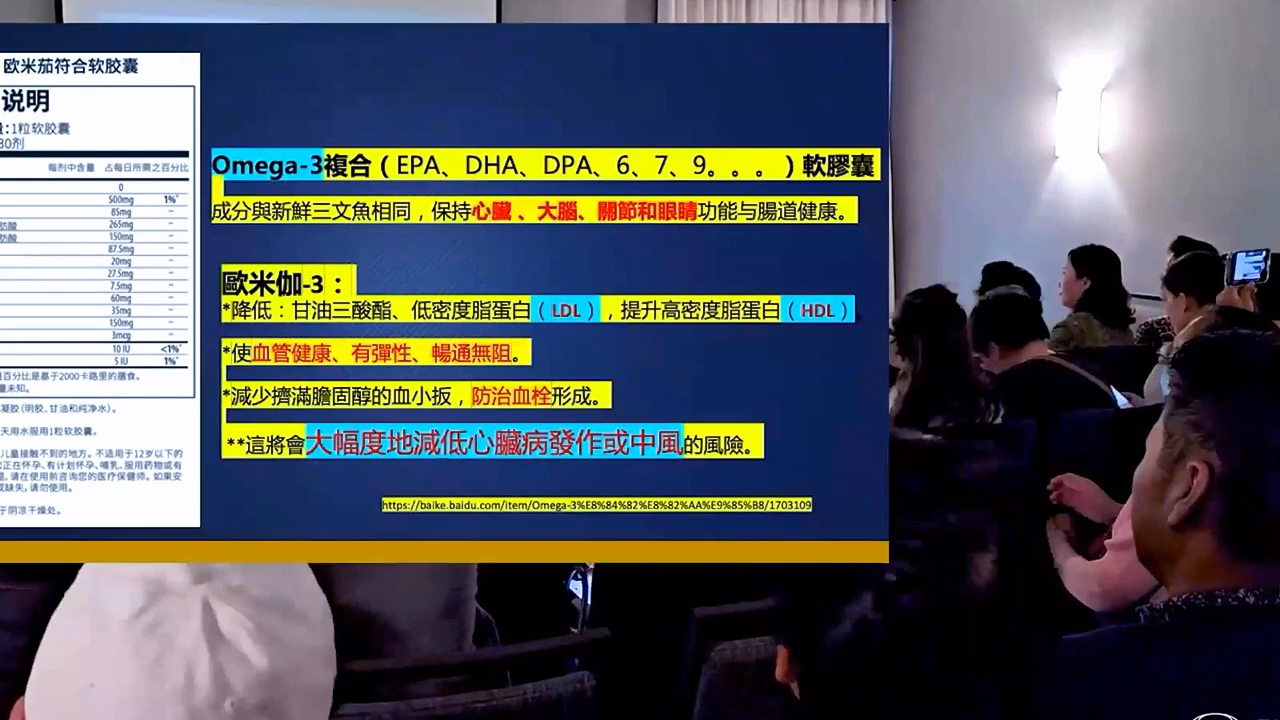 欧米茄符合软胶囊
说明
量：1粒软胶囊
30剂
每剂中含量 占每日所需之百分比
0
500mg 1%*
85mg --
肪酸 265mg --
肪酸 150mg --
87.5mg --
20mg --
27.5mg --
7.5mg --
60mg --
35mg --
150mg --
3mcg --
10 IU <1%*
5 IU 1%*
百分比是基于2000卡路里的膳食。
量未知。
凝胶（明胶、甘油和纯净水）。
天用水服用1粒软胶囊。
儿童接触不到的地方。不适用于12岁以下的
正在怀孕、有计划怀孕、哺乳、服用药物或有
题，请在使用前咨询您的医疗保健师。如果安
或缺失，请勿使用。
于阴凉干燥处。
Omega-3複合（EPA、DHA、DPA、6、7、9。。。）軟膠囊
成分與新鮮三文魚相同，保持心臟 、大腦、關節和眼睛功能与腸道健康。
歐米伽-3：
*降低：甘油三酸酯、低密度脂蛋白（LDL），提升高密度脂蛋白（HDL）
*使血管健康、有彈性、暢通無阻。
*減少擠滿膽固醇的血小扳，防治血栓形成。
**這將會大幅度地減低心臟病發作或中風的風險。
https://baike.baidu.com/item/Omega-3%E8%84%82%E8%82%AA%E9%85%B8/1703109